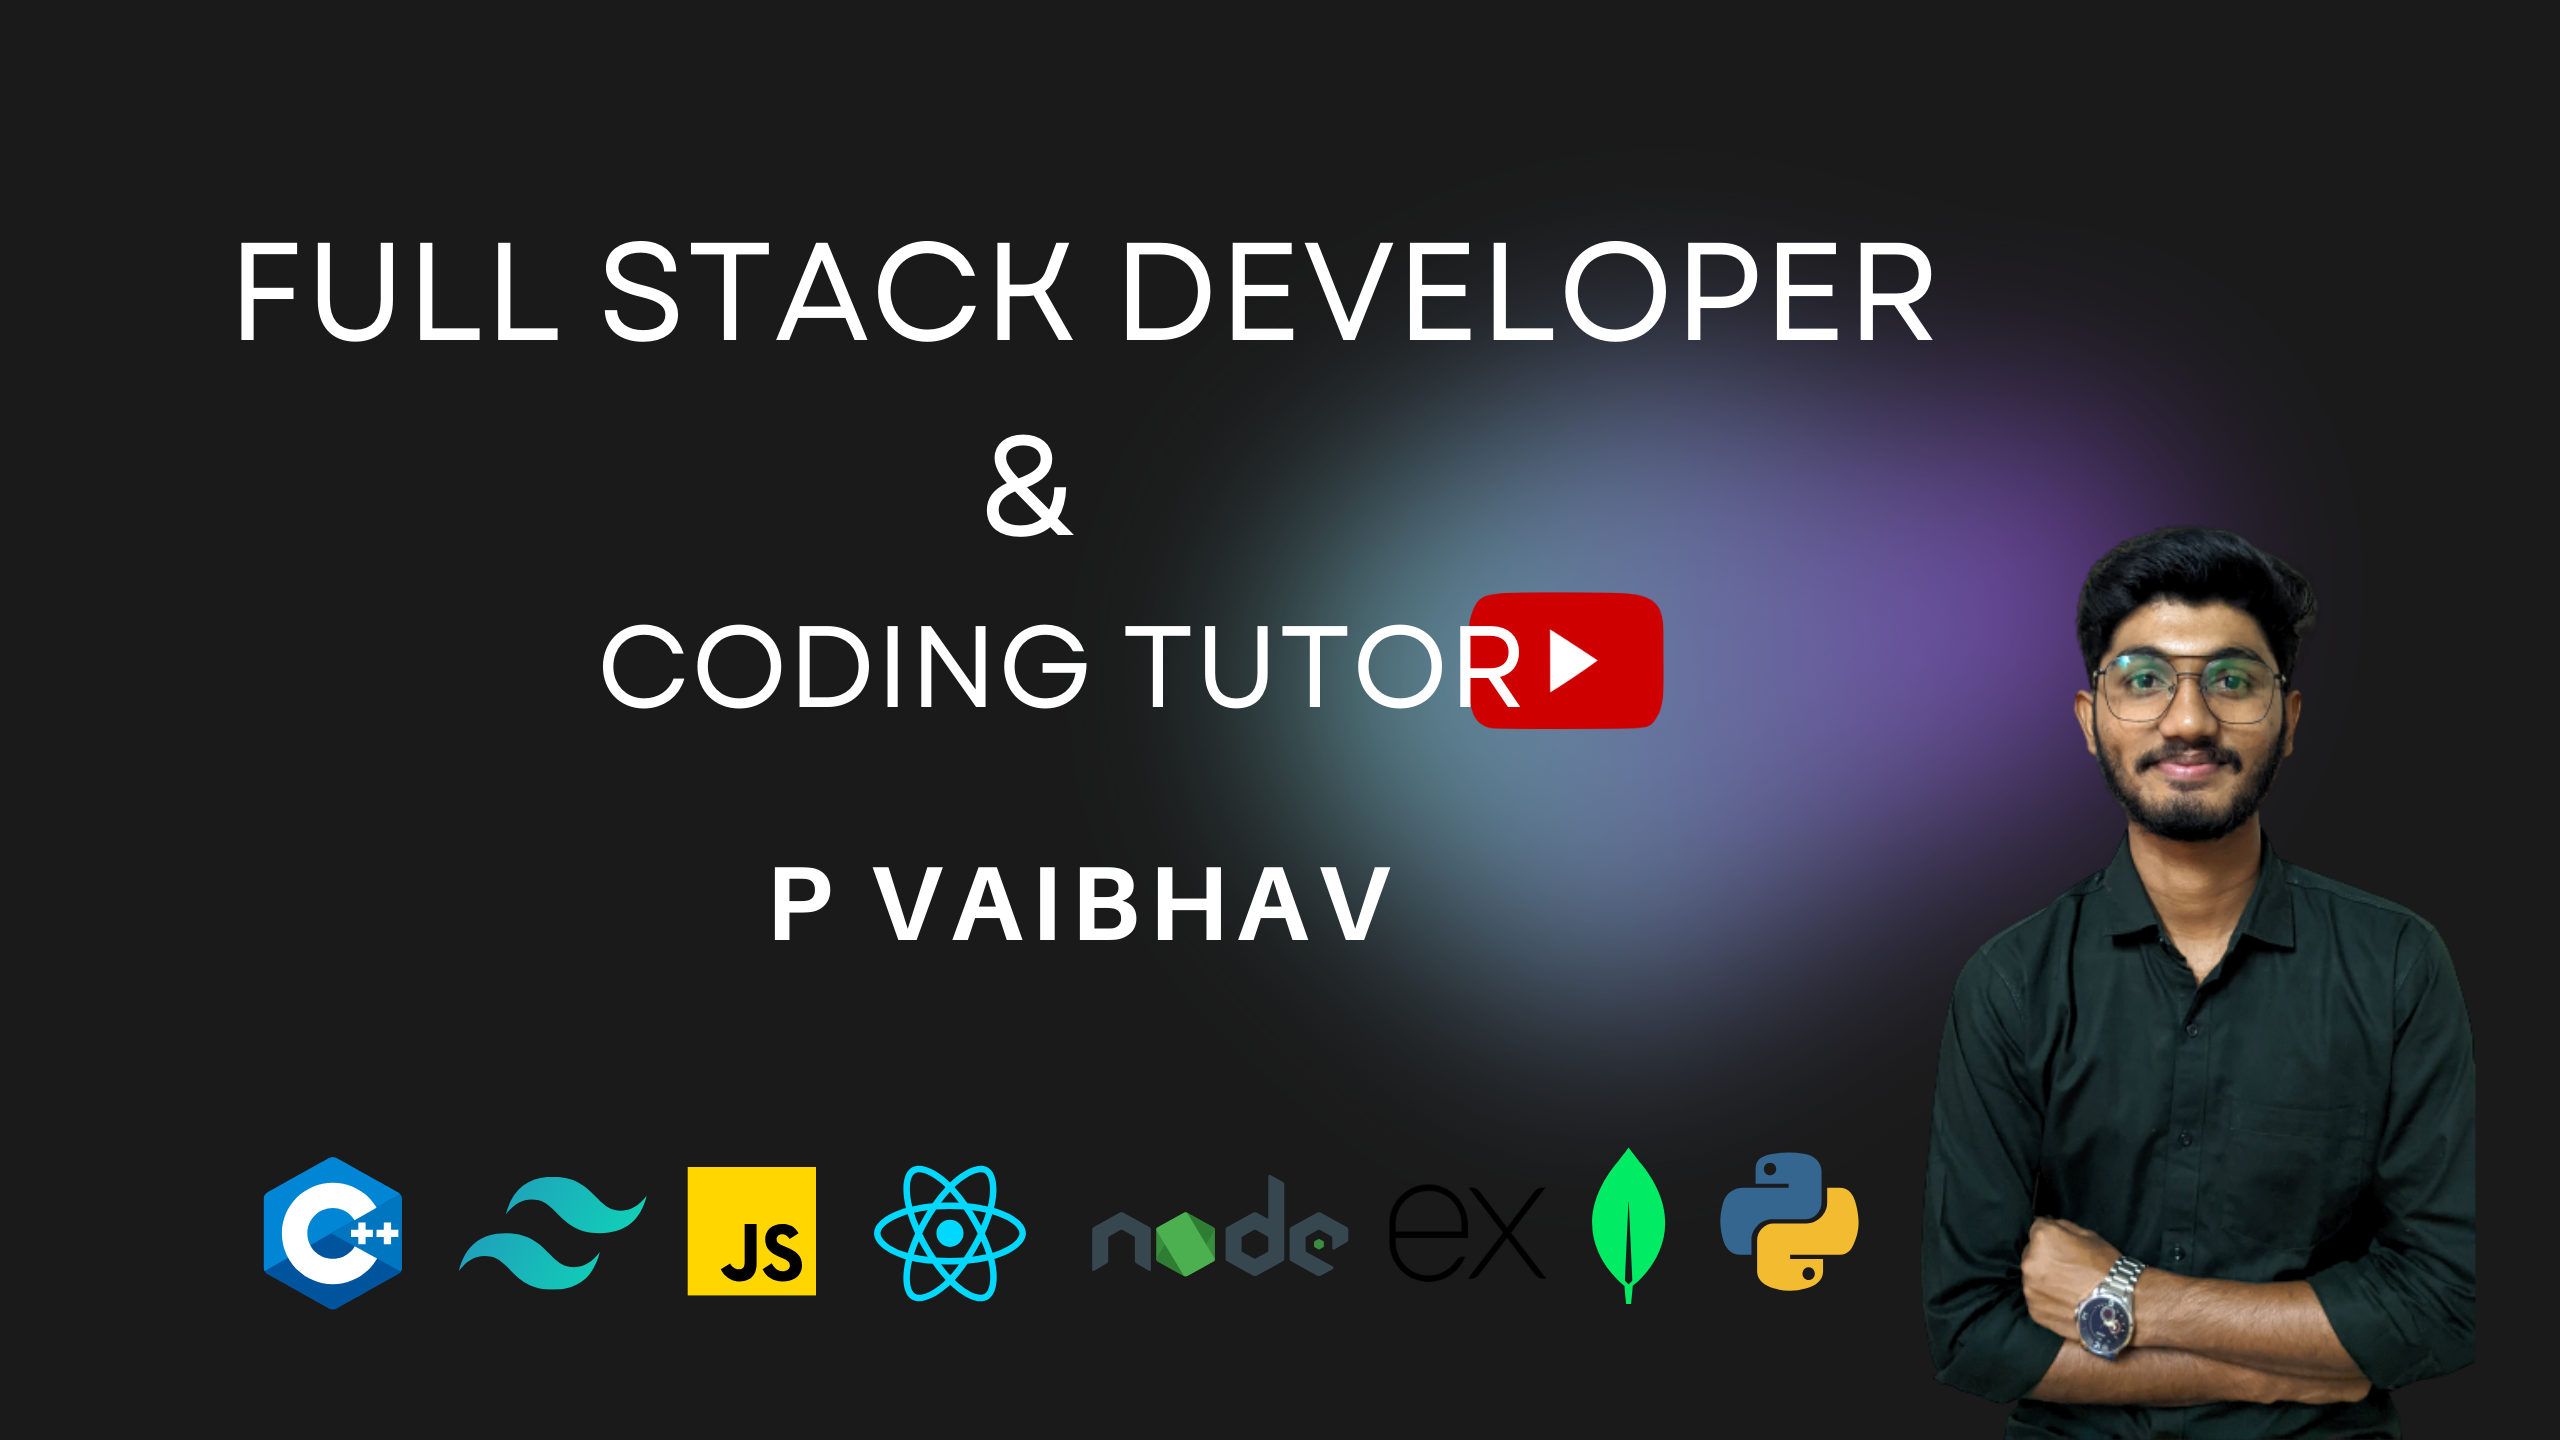 FULL STACK DEVELOPER
&
CODING TUTOR
P VAIBHAV
C++
JS
node
ex